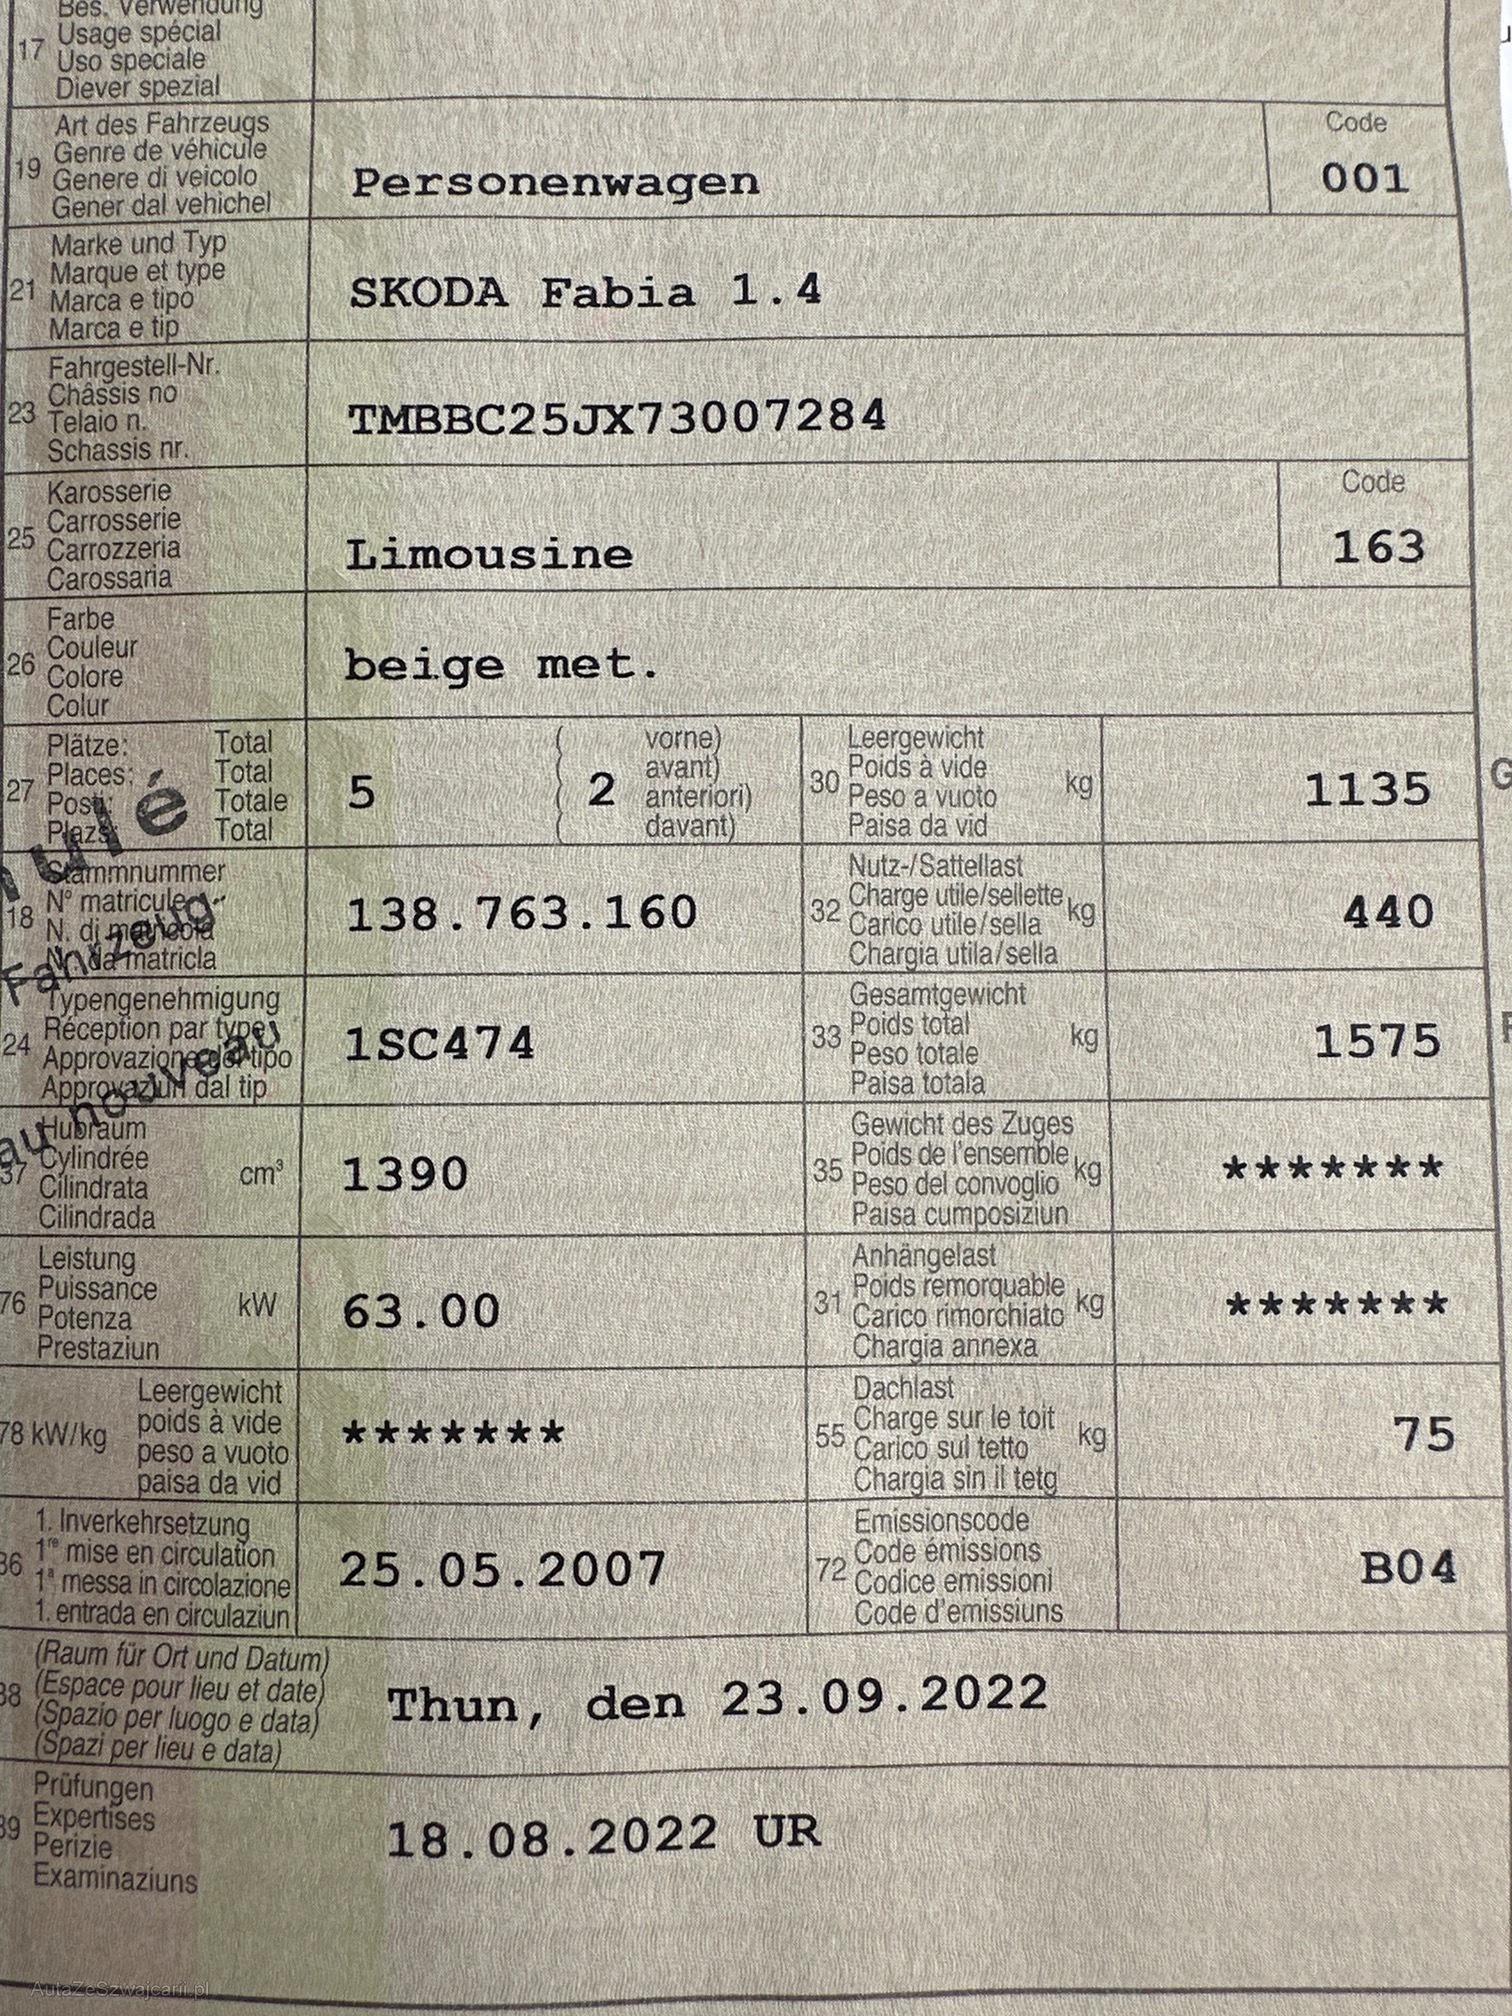 Bes. Verwendung
17 Usage spécial
Uso speciale
Diever spezial
Art des Fahrzeugs
19 Genre de véhicule
Genere di veicolo
Gener dal vehichel
Personenwagen
Code
001
Marke und Typ
21 Marque et type
Marca e tipo
Marca e tip
SKODA Fabia 1.4
Fahrgestell-Nr.
23 Châssis no
Telaio n.
Schassis nr.
TMBBC25JX73007284
Karosserie
25 Carrosserie
Carrozzeria
Carossaria
Limousine
Code
163
Farbe
26 Couleur
Colore
Colur
beige met.
Plätze: Total
27 Places: Total
Posti: Totale
Plazs: Total
5
2
vorne)
avant)
anteriori)
davant)
Leergewicht
30 Poids à vide kg
Peso a vuoto
Paisa da vid
1135
Stammnummer
18 N° matricule
N. di matricola
Nr. da matricla
138.763.160
Nutz-/Sattellast
32 Charge utile/sellette kg
Carico utile/sella
Chargia utila/sella
440
Fahrzeug
Typengenehmigung
24 Réception par type
Approvazione del tipo
Approvaziun dal tip
1SC474
Gesamtgewicht
33 Poids total kg
Peso totale
Paisa totala
1575
au nouveau
Hubraum
37 Cylindrée cm³
Cilindrata
Cilindrada
1390
Gewicht des Zuges
35 Poids de l'ensemble kg
Peso del convoglio
Paisa cumposiziun
*******
Leistung
76 Puissance kW
Potenza
Prestaziun
63.00
Anhängelast
31 Poids remorquable kg
Carico rimorchiato
Chargia annexa
*******
78 kW/kg
Leergewicht
poids à vide
peso a vuoto
paisa da vid
*******
Dachlast
55 Charge sur le toit kg
Carico sul tetto
Chargia sin il tetg
75
1. Inverkehrsetzung
36 1re mise en circulation
1a messa in circolazione
1. entrada en circulaziun
25.05.2007
Emissionscode
72 Code émissions
Codice emissioni
Code d'emissiuns
B04
(Raum für Ort und Datum)
38 (Espace pour lieu et date)
(Spazio per luogo e data)
(Spazi per lieu e data)
Thun, den 23.09.2022
Prüfungen
39 Expertises
Perizie
Examinaziuns
18.08.2022 UR
AutaZeSzwajcarii.pl